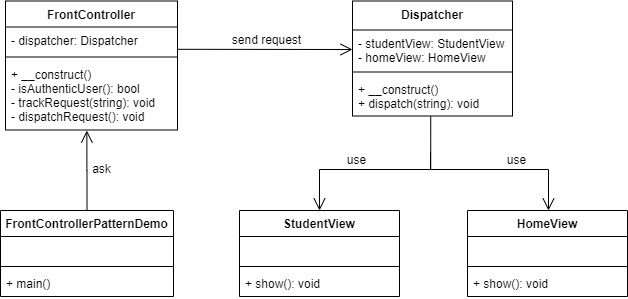 FrontController
- dispatcher: Dispatcher
+ __construct()
- isAuthenticUser(): bool
- trackRequest(string): void
- dispatchRequest(): void
send request
Dispatcher
- studentView: StudentView
- homeView: HomeView
+ __construct()
+ dispatch(string): void
ask
use
use
FrontControllerPatternDemo
+ main()
StudentView
+ show(): void
HomeView
+ show(): void